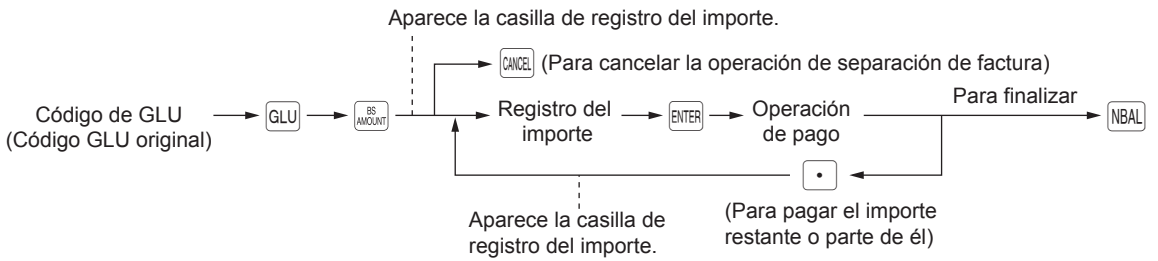 Aparece la casilla de registro del importe.
CANCEL (Para cancelar la operación de separación de factura)
Código de GLU
(Código GLU original)
GLU
BS
AMOUNT
Registro del
importe
ENTER
Operación
de pago
Para finalizar
NBAL
•
(Para pagar el importe
restante o parte de él)
Aparece la casilla de
registro del importe.